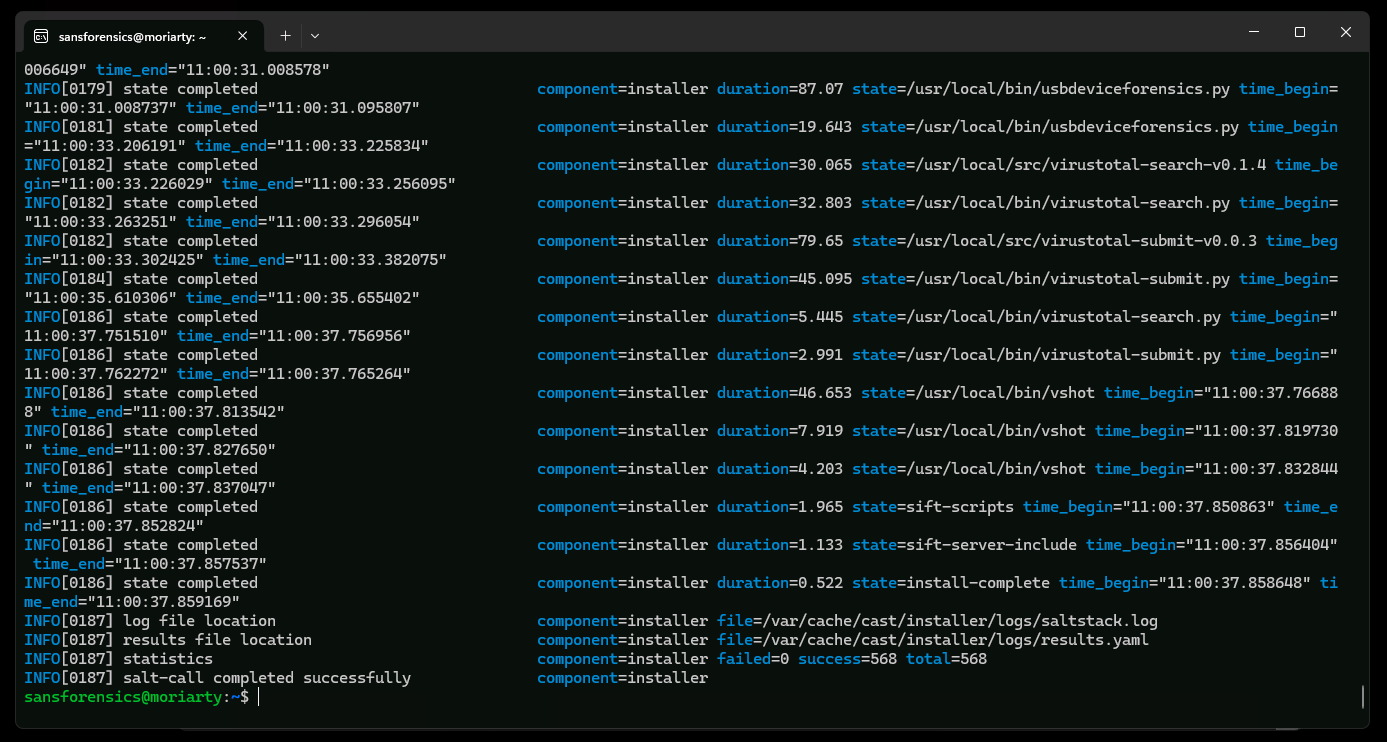 sansforensics@moriarty: ~
006649" time_end="11:00:31.008578"
INFO[0179] state completed component=installer duration=87.07 state=/usr/local/bin/usbdeviceforensics.py time_begin=
"11:00:31.008737" time_end="11:00:31.095807"
INFO[0181] state completed component=installer duration=19.643 state=/usr/local/bin/usbdeviceforensics.py time_begin
="11:00:33.206191" time_end="11:00:33.225834"
INFO[0182] state completed component=installer duration=30.065 state=/usr/local/src/virustotal-search-v0.1.4 time_be
gin="11:00:33.226029" time_end="11:00:33.256095"
INFO[0182] state completed component=installer duration=32.803 state=/usr/local/bin/virustotal-search.py time_begin=
"11:00:33.263251" time_end="11:00:33.296054"
INFO[0182] state completed component=installer duration=79.65 state=/usr/local/src/virustotal-submit-v0.0.3 time_beg
in="11:00:33.302425" time_end="11:00:33.382075"
INFO[0184] state completed component=installer duration=45.095 state=/usr/local/bin/virustotal-submit.py time_begin=
"11:00:35.610306" time_end="11:00:35.655402"
INFO[0186] state completed component=installer duration=5.445 state=/usr/local/bin/virustotal-search.py time_begin="
11:00:37.751510" time_end="11:00:37.756956"
INFO[0186] state completed component=installer duration=2.991 state=/usr/local/bin/virustotal-submit.py time_begin="
11:00:37.762272" time_end="11:00:37.765264"
INFO[0186] state completed component=installer duration=46.653 state=/usr/local/bin/vshot time_begin="11:00:37.76688
8" time_end="11:00:37.813542"
INFO[0186] state completed component=installer duration=7.919 state=/usr/local/bin/vshot time_begin="11:00:37.819730
" time_end="11:00:37.827650"
INFO[0186] state completed component=installer duration=4.203 state=/usr/local/bin/vshot time_begin="11:00:37.832844
" time_end="11:00:37.837047"
INFO[0186] state completed component=installer duration=1.965 state=sift-scripts time_begin="11:00:37.850863" time_e
nd="11:00:37.852824"
INFO[0186] state completed component=installer duration=1.133 state=sift-server-include time_begin="11:00:37.856404"
time_end="11:00:37.857537"
INFO[0186] state completed component=installer duration=0.522 state=install-complete time_begin="11:00:37.858648" ti
me_end="11:00:37.859169"
INFO[0187] log file location component=installer file=/var/cache/cast/installer/logs/saltstack.log
INFO[0187] results file location component=installer file=/var/cache/cast/installer/logs/results.yaml
INFO[0187] statistics component=installer failed=0 success=568 total=568
INFO[0187] salt-call completed successfully component=installer
sansforensics@moriarty:~$